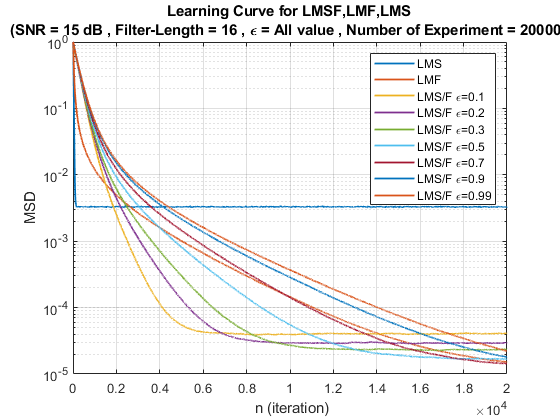 Learning Curve for LMSF,LMF,LMS
(SNR = 15 dB , Filter-Length = 16 , ϵ = All value , Number of Experiment = 20000
10^0
10^-1
10^-2
10^-3
10^-4
10^-5
MSD
LMS
LMF
LMS/F ϵ=0.1
LMS/F ϵ=0.2
LMS/F ϵ=0.3
LMS/F ϵ=0.5
LMS/F ϵ=0.7
LMS/F ϵ=0.9
LMS/F ϵ=0.99
0 0.2 0.4 0.6 0.8 1 1.2 1.4 1.6 1.8 2
n (iteration)
×10^4